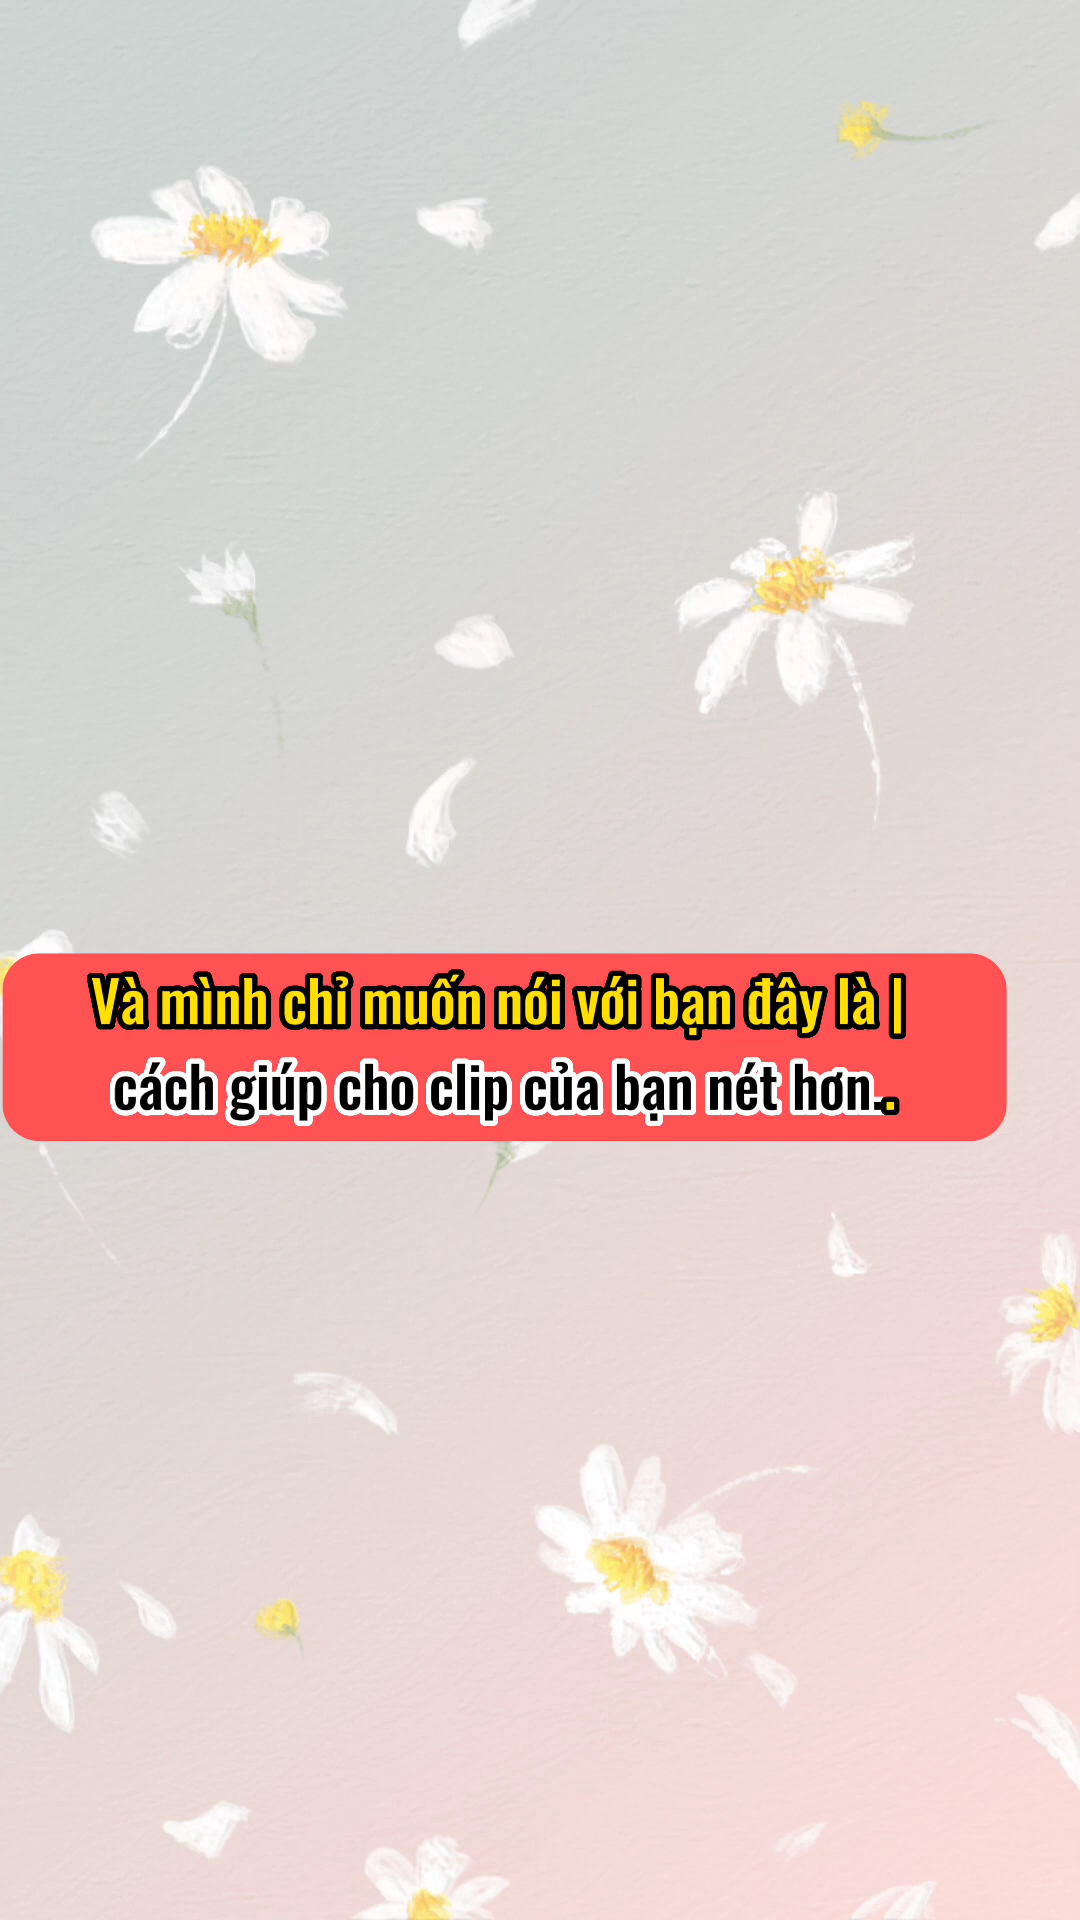 Và mình chỉ muốn nói với bạn đây là |
cách giúp cho clip của bạn nét hơn..